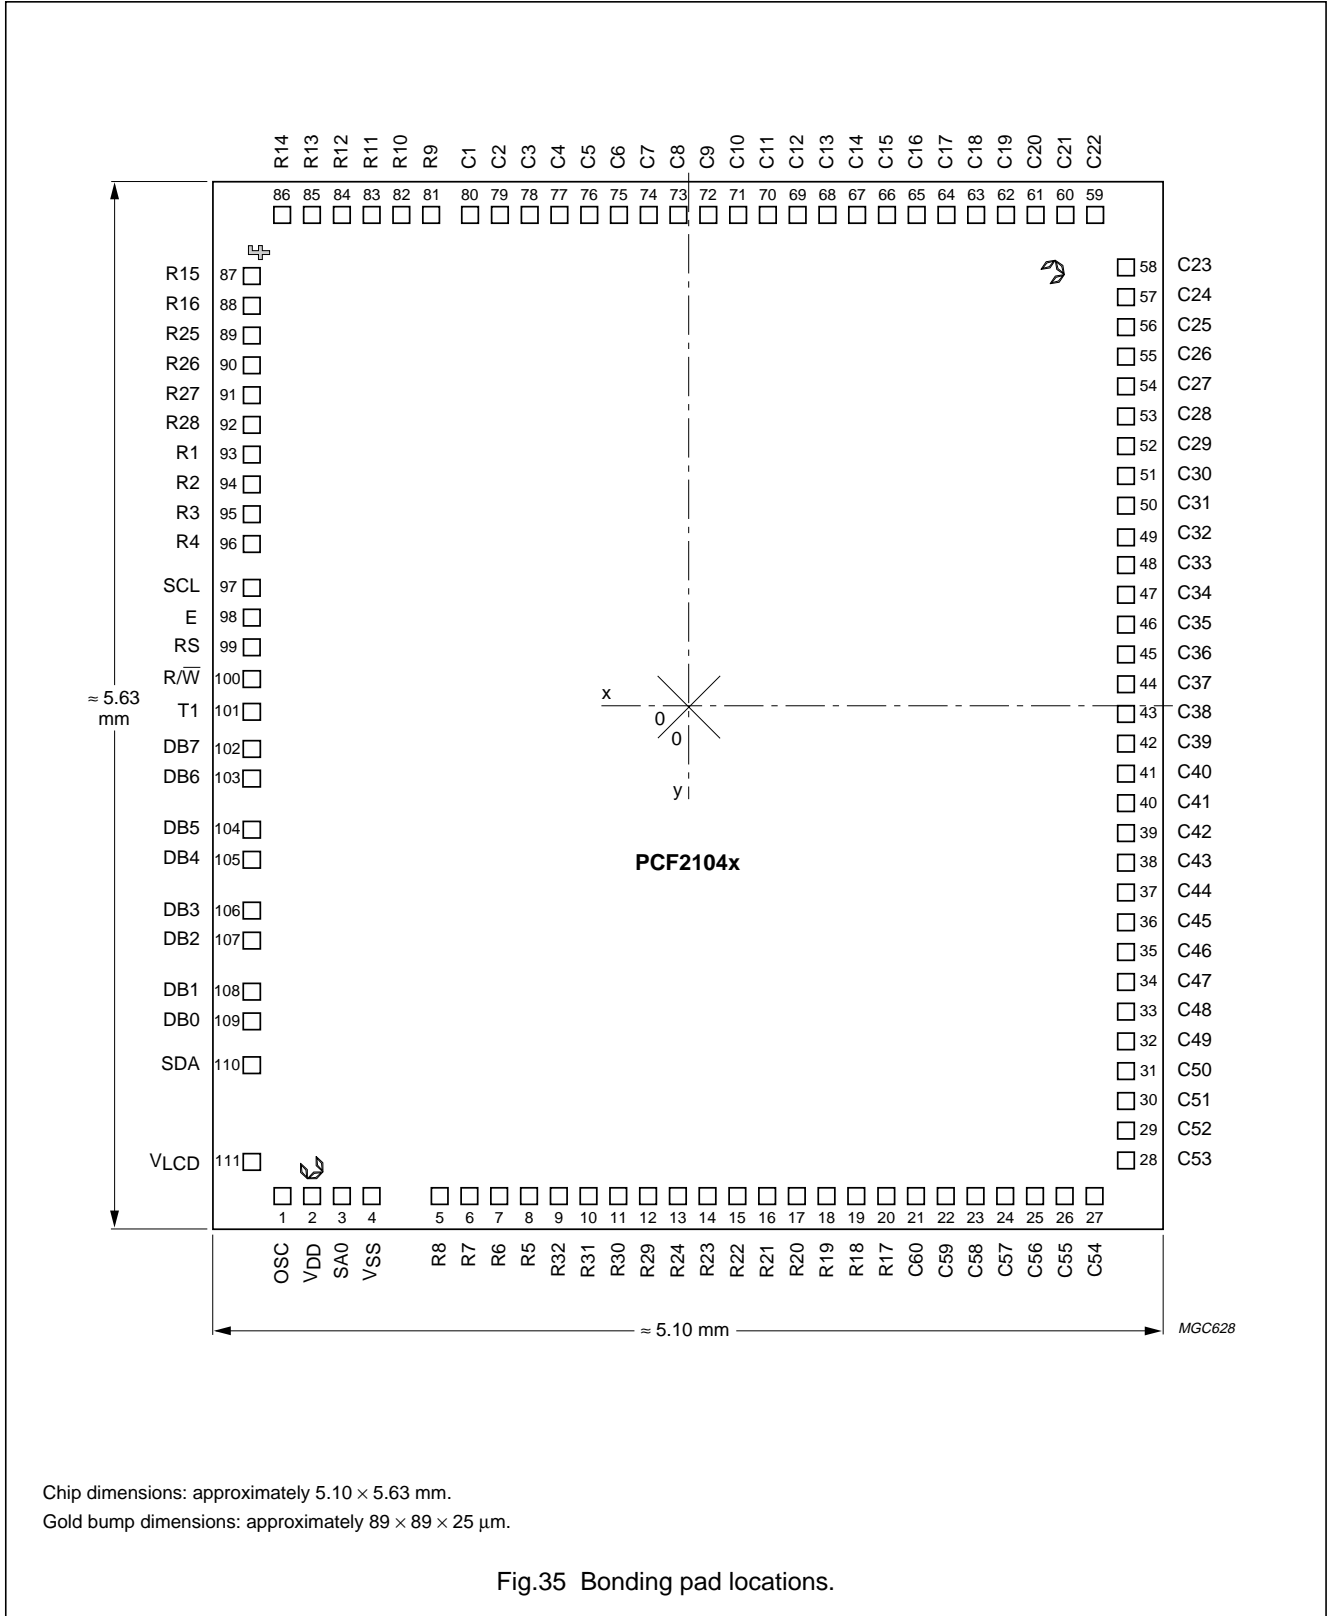 R14 R13 R12 R11 R10 R9 C1 C2 C3 C4 C5 C6 C7 C8 C9 C10 C11 C12 C13 C14 C15 C16 C17 C18 C19 C20 C21 C22
86 85 84 83 82 81 80 79 78 77 76 75 74 73 72 71 70 69 68 67 66 65 64 63 62 61 60 59
R15 87 58 C23
R16 88 57 C24
R25 89 56 C25
R26 90 55 C26
R27 91 54 C27
R28 92 53 C28
R1 93 52 C29
R2 94 51 C30
R3 95 50 C31
R4 96 49 C32
48 C33
SCL 97 47 C34
E 98 46 C35
RS 99 45 C36
R/W̅ 100 44 C37
≈ 5.63
mm
x
0
0
y
T1 101 43 C38
DB7 102 42 C39
DB6 103 41 C40
40 C41
DB5 104 39 C42
DB4 105 38 C43
PCF2104x
37 C44
DB3 106 36 C45
DB2 107 35 C46
34 C47
DB1 108 33 C48
DB0 109 32 C49
SDA 110 31 C50
30 C51
29 C52
VLCD 111 28 C53
1 2 3 4 5 6 7 8 9 10 11 12 13 14 15 16 17 18 19 20 21 22 23 24 25 26 27
OSC VDD SA0 VSS R8 R7 R6 R5 R32 R31 R30 R29 R24 R23 R22 R21 R20 R19 R18 R17 C60 C59 C58 C57 C56 C55 C54
≈ 5.10 mm
MGC628
Chip dimensions: approximately 5.10 × 5.63 mm.
Gold bump dimensions: approximately 89 × 89 × 25 μm.
Fig.35 Bonding pad locations.